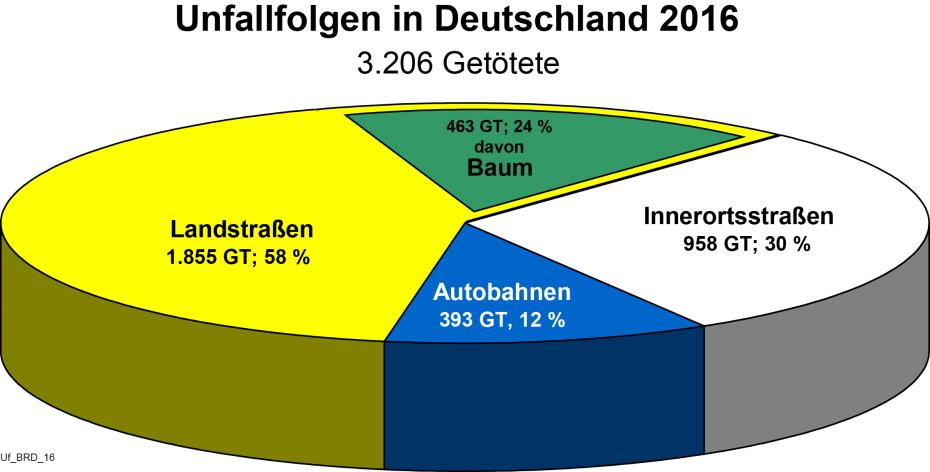 Unfallfolgen in Deutschland 2016
3.206 Getötete
463 GT; 24 %
davon
Baum
Landstraßen
1.855 GT; 58 %
Innerortsstraßen
958 GT; 30 %
Autobahnen
393 GT, 12 %
Uf_BRD_16